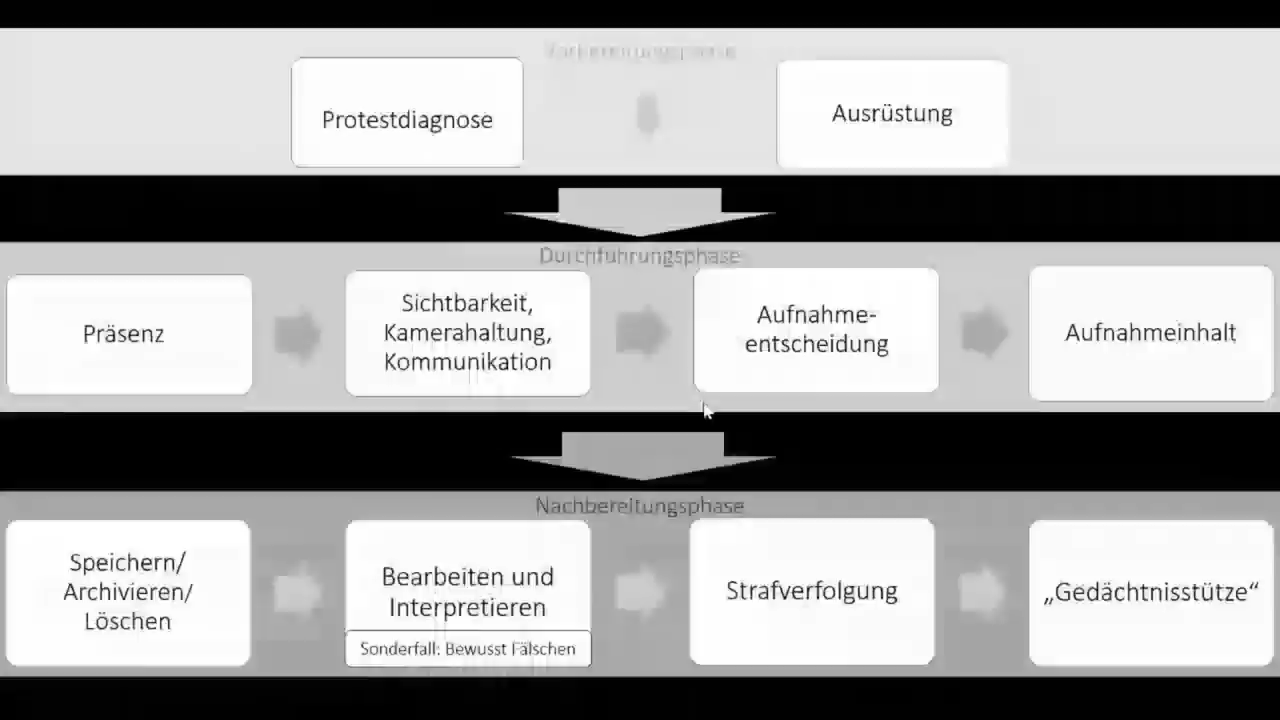 Vorbereitungsphase
Protestdiagnose
Ausrüstung
Durchführungsphase
Präsenz
Sichtbarkeit,
Kamerahaltung,
Kommunikation
Aufnahme-
entscheidung
Aufnahmeinhalt
Nachbereitungsphase
Speichern/
Archivieren/
Löschen
Bearbeiten und
Interpretieren
Sonderfall: Bewusst Fälschen
Strafverfolgung
„Gedächtnisstütze“